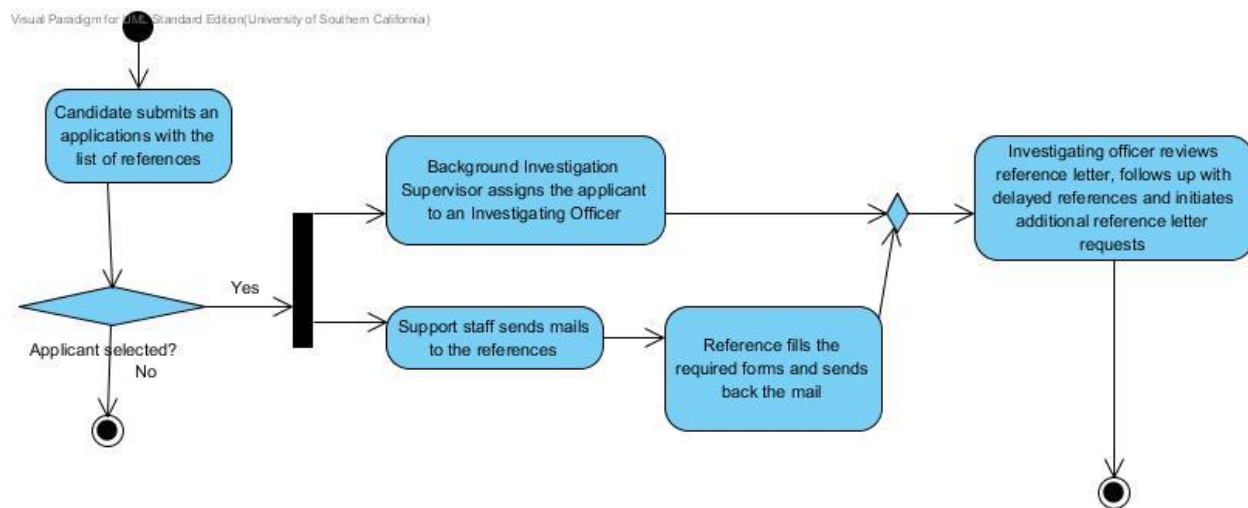 Visual Paradigm for UML Standard Edition(University of Southern California)
Candidate submits an
applications with the
list of references
Applicant selected?
No
Yes
Background Investigation
Supervisor assigns the applicant
to an Investigating Officer
Support staff sends mails
to the references
Reference fills the
required forms and sends
back the mail
Investigating officer reviews
reference letter, follows up with
delayed references and initiates
additional reference letter
requests